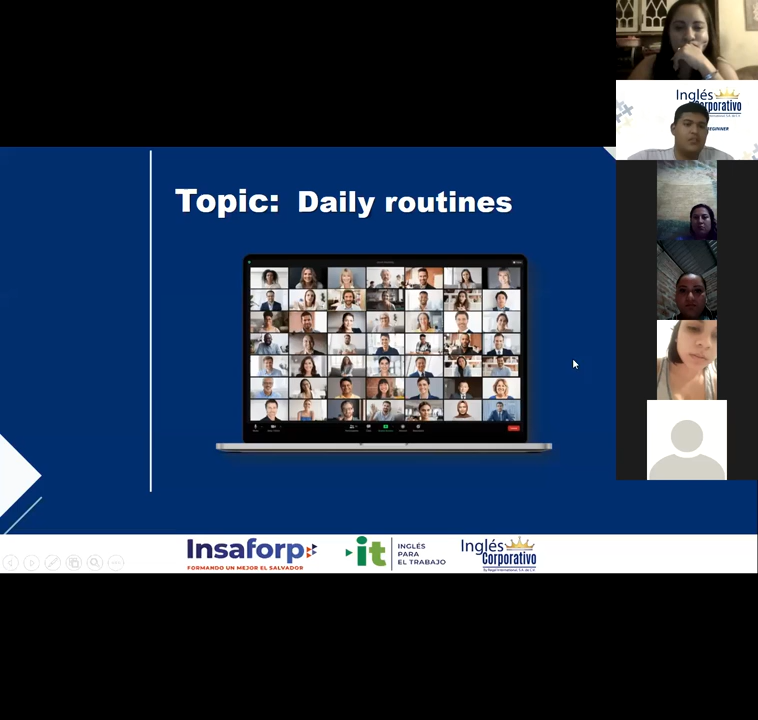 Inglés
Corporativo
BEGINNER
Topic: Daily routines
Insaforp
FORMANDO UN MEJOR EL SALVADOR
it
INGLÉS
PARA
EL TRABAJO
Inglés
Corporativo